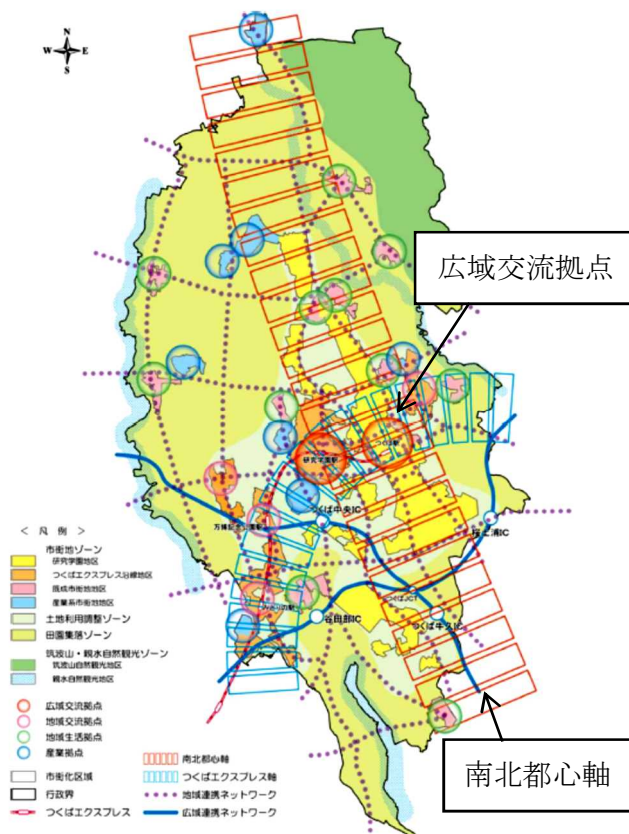 N
W E
S
広域交流拠点
つくば駅
研究学園駅
万博記念公園駅
つくば中央IC
桜土浦IC
みどりの駅
つくばJCT
谷田部IC
つくば牛久IC
南北都心軸
< 凡 例 >
市街地ゾーン
研究学園地区
つくばエクスプレス沿線地区
既成市街地地区
産業系市街地地区
土地利用調整ゾーン
田園集落ゾーン
筑波山・親水自然観光ゾーン
筑波山自然観光地区
親水自然観光地区
広域交流拠点
地域交流拠点
地域生活拠点
産業拠点
市街化区域
行政界
つくばエクスプレス
南北都心軸
つくばエクスプレス軸
地域連携ネットワーク
広域連携ネットワーク